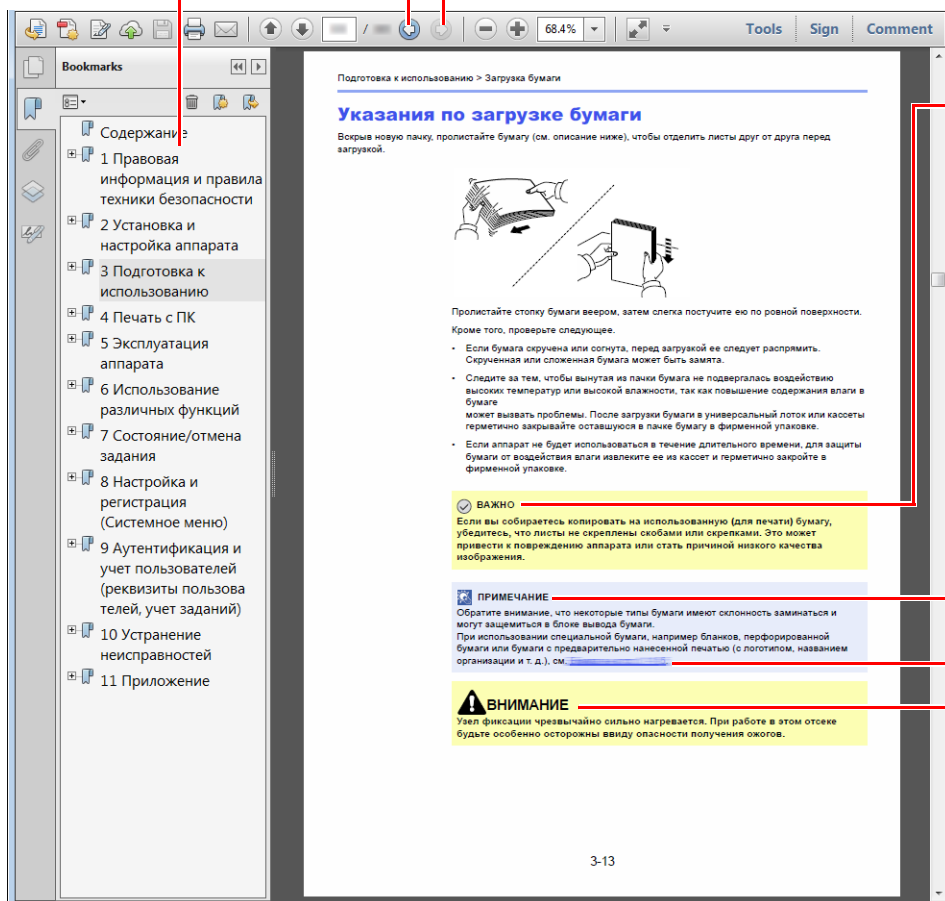 /
68.4%
Tools
Sign
Comment
Bookmarks
Содержание
1 Правовая
информация и правила
техники безопасности
2 Установка и
настройка аппарата
3 Подготовка к
использованию
4 Печать с ПК
5 Эксплуатация
аппарата
6 Использование
различных функций
7 Состояние/отмена
задания
8 Настройка и
регистрация
(Системное меню)
9 Аутентификация и
учет пользователей
(реквизиты пользова
телей, учет заданий)
10 Устранение
неисправностей
11 Приложение
Подготовка к использованию > Загрузка бумаги
Указания по загрузке бумаги
Вскрыв новую пачку, пролистайте бумагу (см. описание ниже), чтобы отделить листы друг от друга перед
загрузкой.
Пролистайте стопку бумаги веером, затем слегка постучите ею по ровной поверхности.
Кроме того, проверьте следующее.
• Если бумага скручена или согнута, перед загрузкой ее следует распрямить.
Скрученная или сложенная бумага может быть замята.
• Следите за тем, чтобы вынутая из пачки бумага не подвергалась воздействию
высоких температур или высокой влажности, так как повышение содержания влаги в
бумаге
может вызвать проблемы. После загрузки бумаги в универсальный лоток или кассеты
герметично закрывайте оставшуюся в пачке бумагу в фирменной упаковке.
• Если аппарат не будет использоваться в течение длительного времени, для защиты
бумаги от воздействия влаги извлеките ее из кассет и герметично закройте в
фирменной упаковке.
ВАЖНО
Если вы собираетесь копировать на использованную (для печати) бумагу,
убедитесь, что листы не скреплены скобами или скрепками. Это может
привести к повреждению аппарата или стать причиной низкого качества
изображения.
ПРИМЕЧАНИЕ
Обратите внимание, что некоторые типы бумаги имеют склонность заминаться и
могут защемиться в блоке вывода бумаги.
При использовании специальной бумаги, например бланков, перфорированной
бумаги или бумаги с предварительно нанесенной печатью (с логотипом, названием
организации и т. д.), см.
ВНИМАНИЕ
Узел фиксации чрезвычайно сильно нагревается. При работе в этом отсеке
будьте особенно осторожны ввиду опасности получения ожогов.
3-13